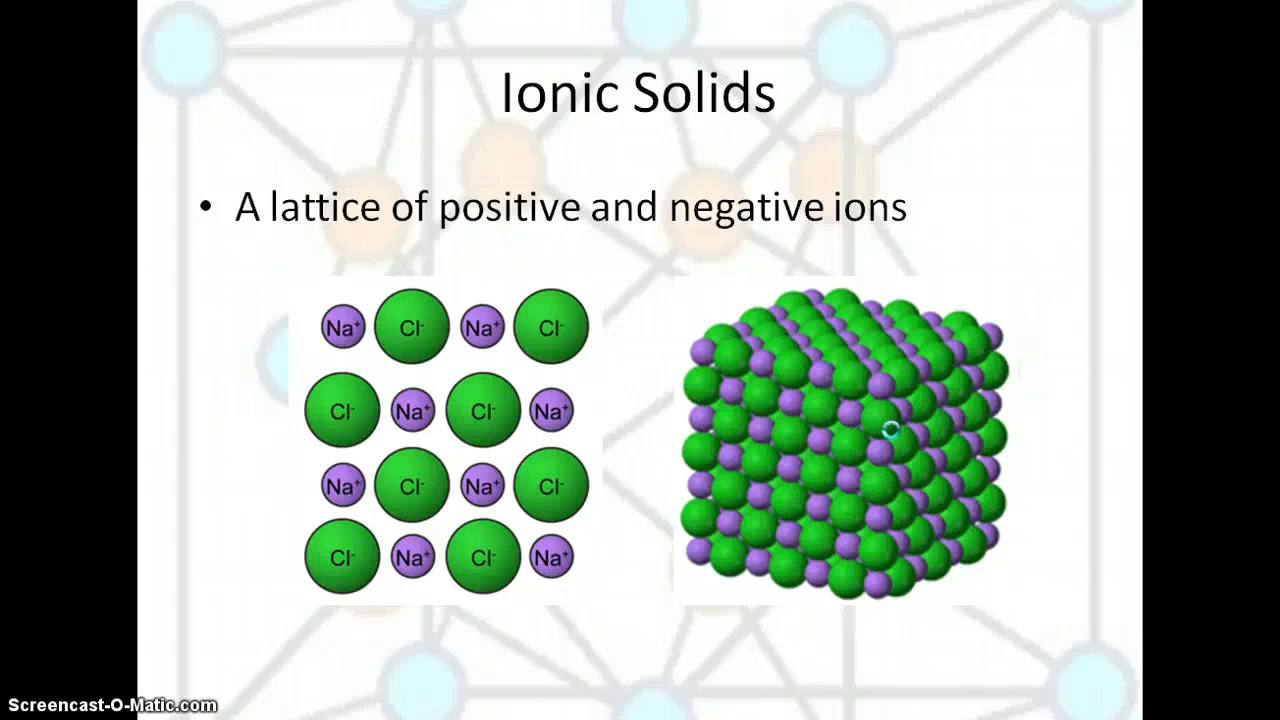 Ionic Solids
• A lattice of positive and negative ions
Na⁺ Cl⁻ Na⁺ Cl⁻
Cl⁻ Na⁺ Cl⁻ Na⁺
Na⁺ Cl⁻ Na⁺ Cl⁻
Cl⁻ Na⁺ Cl⁻ Na⁺
Screencast-O-Matic.com